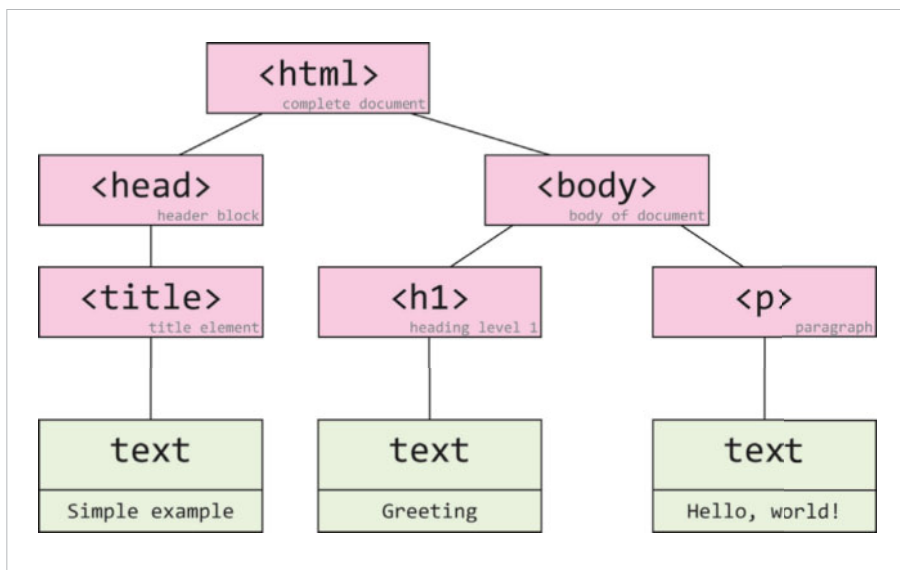 <html>
complete document
<head>
header block
<body>
body of document
<title>
title element
<h1>
heading level 1
<p>
paragraph
text
Simple example
text
Greeting
text
Hello, world!